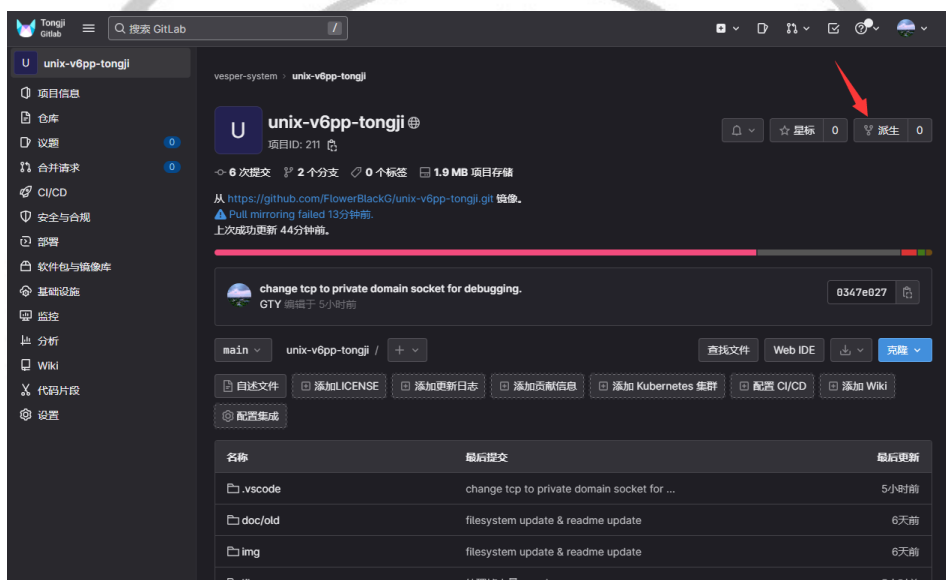 Tongji
Gitlab
搜索 GitLab
/
U unix-v6pp-tongji
vesper-system › unix-v6pp-tongji
项目信息
仓库
议题 0
合并请求 0
CI/CD
安全与合规
部署
软件包与镜像库
基础设施
监控
分析
Wiki
代码片段
设置
U
unix-v6pp-tongji
项目ID: 211
星标 0
派生 0
6 次提交 2 个分支 0 个标签 1.9 MB 项目存储
从 https://github.com/FlowerBlackG/unix-v6pp-tongji.git 镜像。
Pull mirroring failed 13分钟前.
上次成功更新 44分钟前。
change tcp to private domain socket for debugging.
GTY 编辑于 5小时前
0347e027
main unix-v6pp-tongji / +
查找文件 Web IDE 克隆
自述文件 添加LICENSE 添加更新日志 添加贡献信息 添加 Kubernetes 集群 配置 CI/CD 添加 Wiki
配置集成
名称 最后提交 最后更新
.vscode change tcp to private domain socket for ... 5小时前
doc/old filesystem update & readme update 6天前
img filesystem update & readme update 6天前